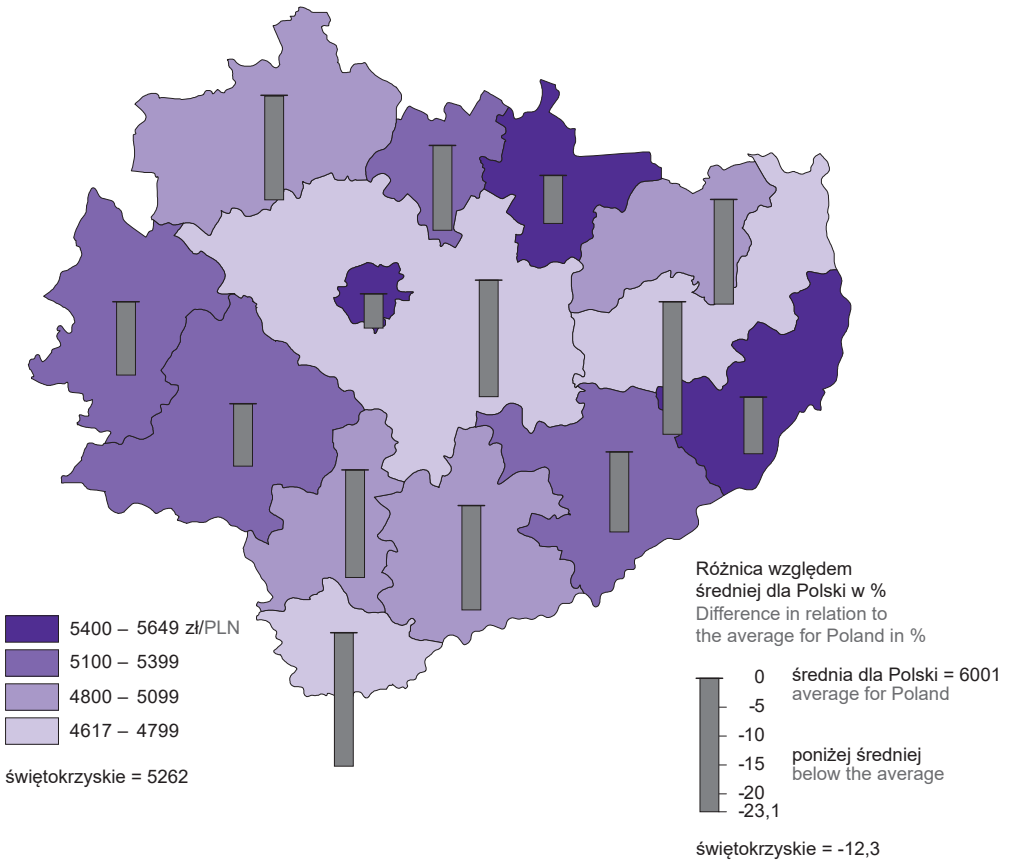 5400 – 5649 zł/PLN
5100 – 5399
4800 – 5099
4617 – 4799
świętokrzyskie = 5262
Różnica względem
średniej dla Polski w %
Difference in relation to
the average for Poland in %
0
-5
-10
-15
-20
-23,1
średnia dla Polski = 6001
average for Poland
poniżej średniej
below the average
świętokrzyskie = -12,3